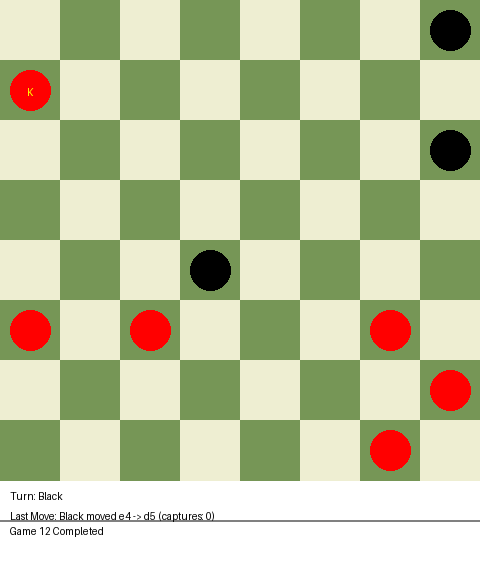 K
Turn: Black
Last Move: Black moved e4 -> d5 (captures: 0)
Game 12 Completed